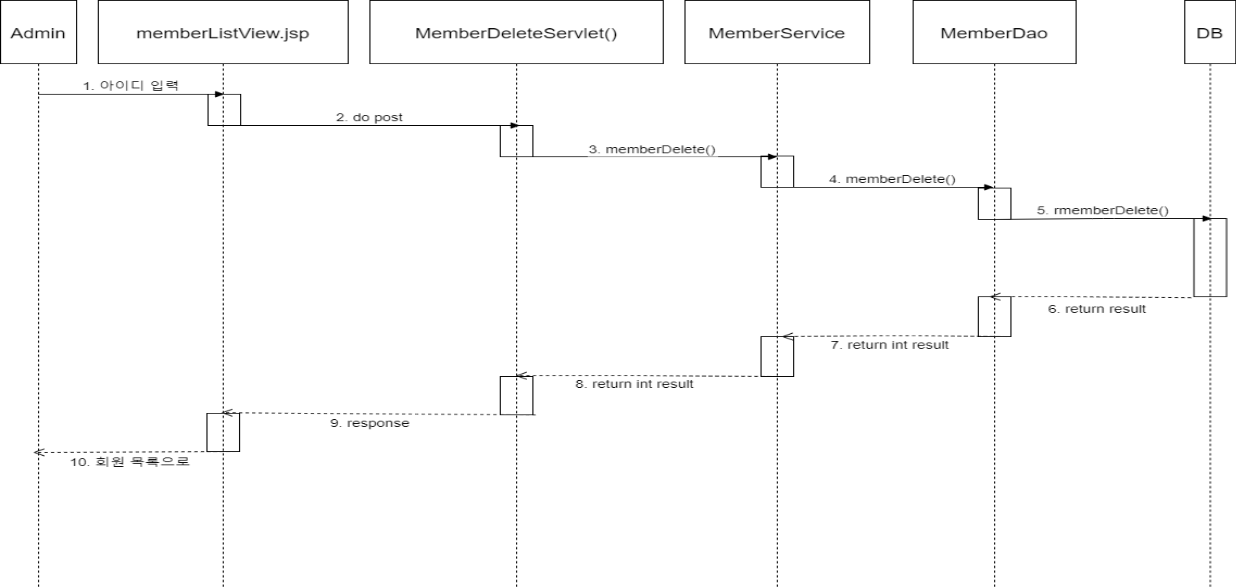 Admin
memberListView.jsp
MemberDeleteServlet()
MemberService
MemberDao
DB
1. 아이디 입력
2. do post
3. memberDelete()
4. memberDelete()
5. rmemberDelete()
6. return result
7. return int result
8. return int result
9. response
10. 회원 목록으로